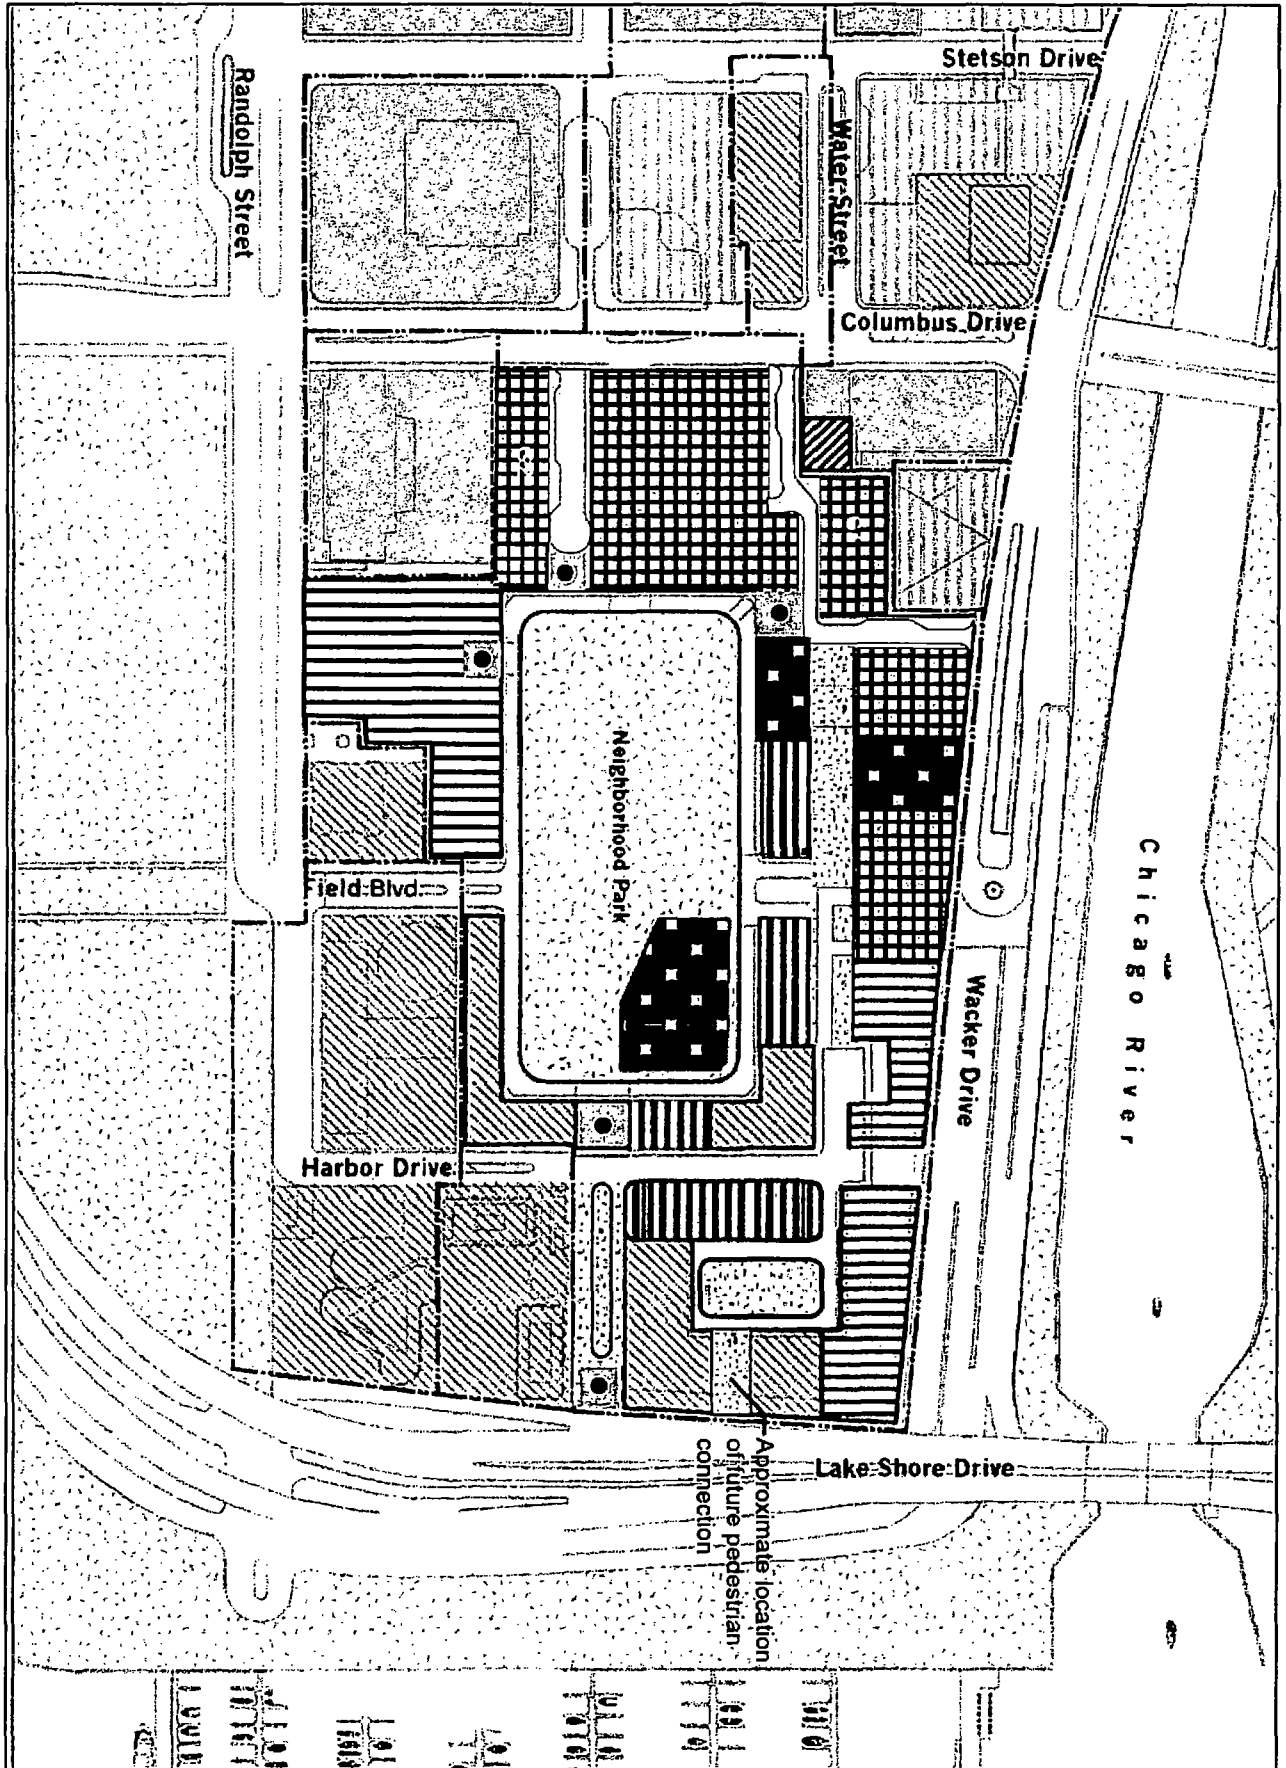 Stetson Drive
Randolph Street
Water Street
Columbus Drive
Neighborhood Park
Chicago River
Field Blvd.
Wacker Drive
Harbor Drive
Lake Shore Drive
Approximate location
of future pedestrian
connection